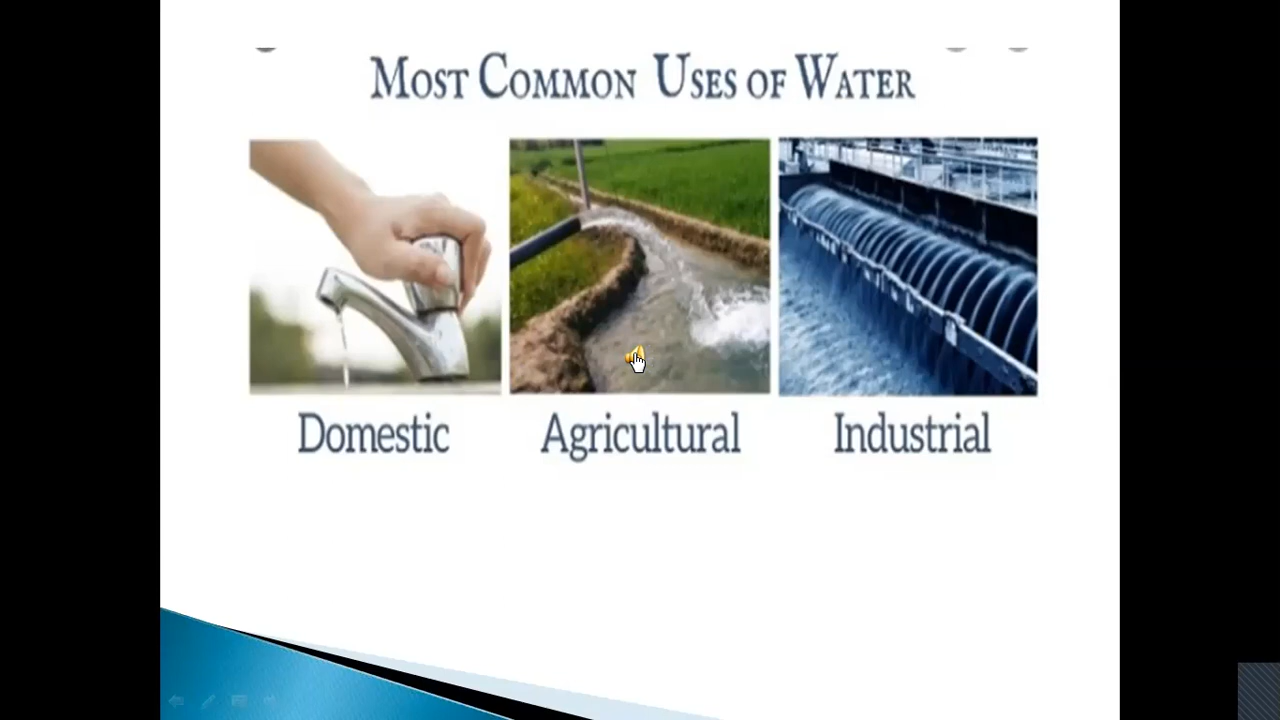 Most Common Uses of Water
Domestic
Agricultural
Industrial